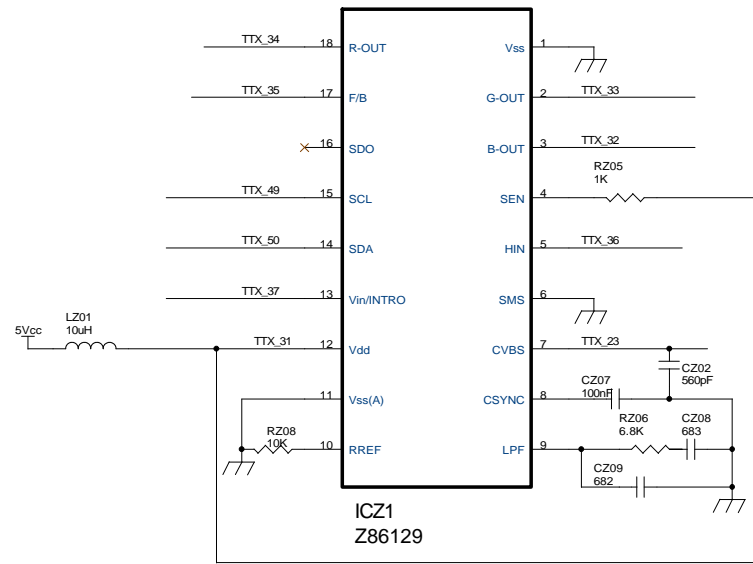 TTX_34 18 R-OUT Vss 1
TTX_35 17 F/B G-OUT 2 TTX_33
16 SDO B-OUT 3 TTX_32
RZ05
1K
TTX_49 15 SCL SEN 4
TTX_50 14 SDA HIN 5 TTX_36
TTX_37 13 Vin/INTRO SMS 6
LZ01
10uH
5Vcc
TTX_31 12 Vdd CVBS 7 TTX_23
CZ02
560pF
CZ07
100nF
11 Vss(A) CSYNC 8
RZ06
6.8K
CZ08
683
RZ08
10K
10 RREF LPF 9
CZ09
682
ICZ1
Z86129